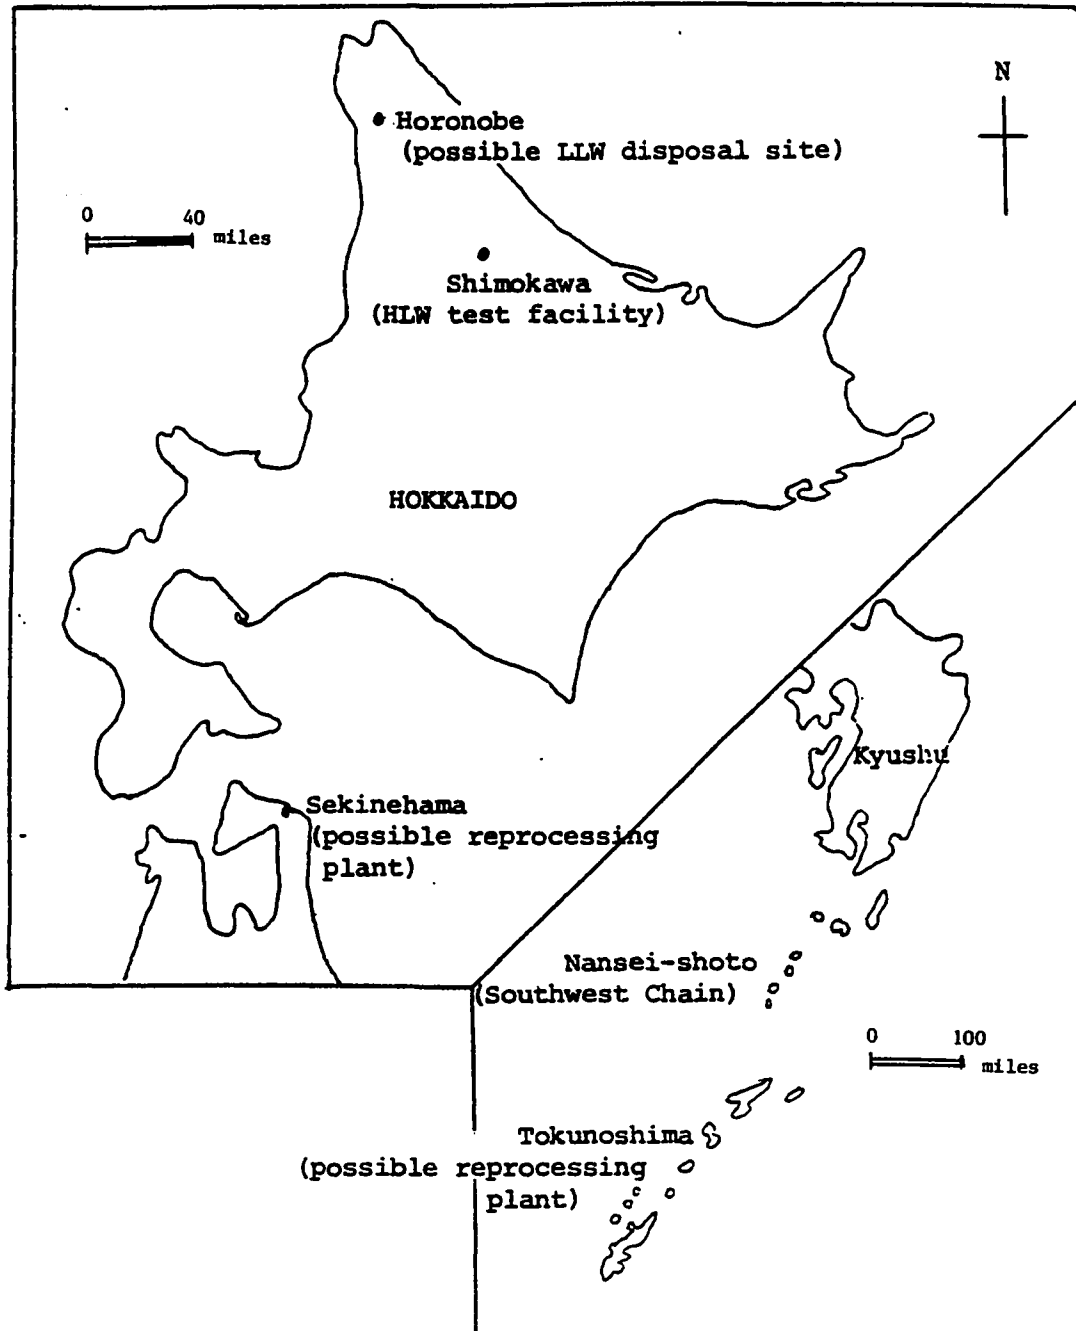 N
Horonobe
(possible LLW disposal site)
0 40
miles
Shimokawa
(HLW test facility)
HOKKAIDO
Kyushu
Sekinehama
(possible reprocessing
plant)
Nansei-shoto
(Southwest Chain)
0 100
miles
Tokunoshima
(possible reprocessing
plant)